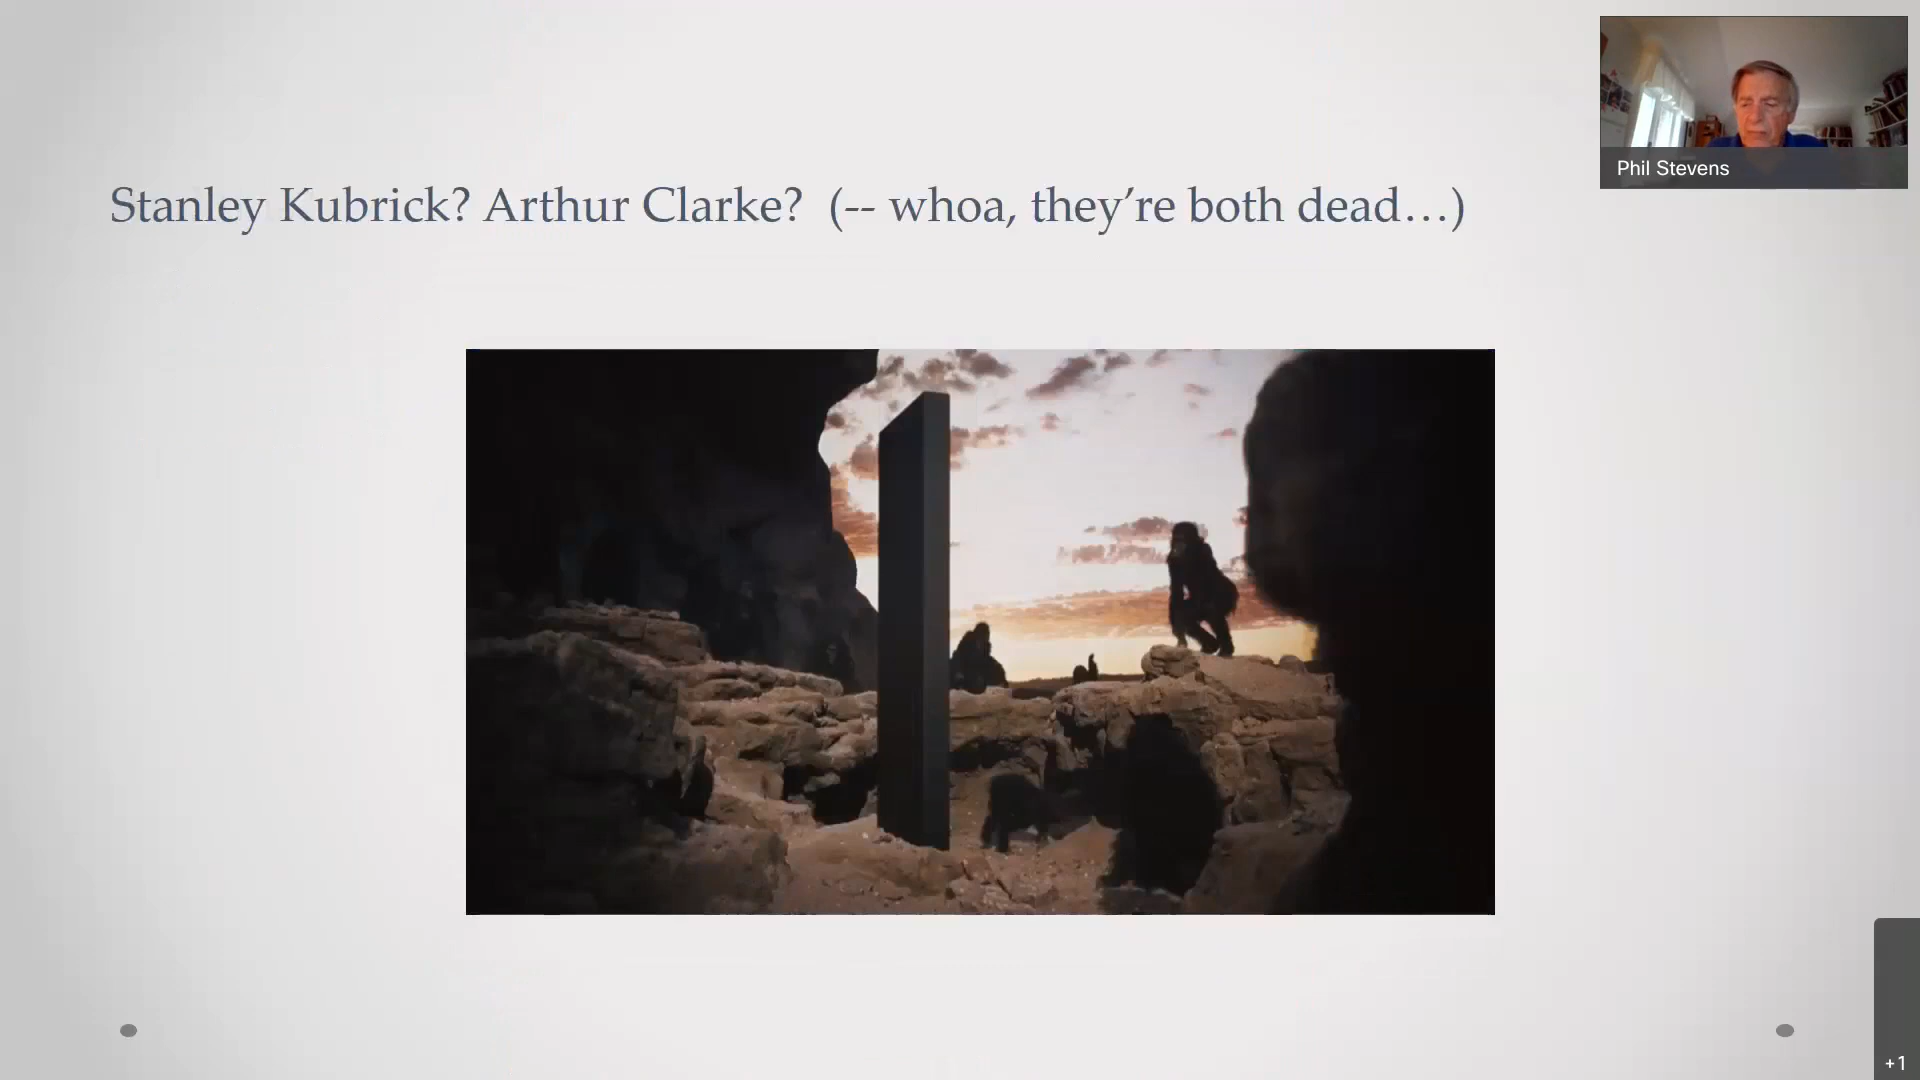 Stanley Kubrick? Arthur Clarke?  (-- whoa, they’re both dead…)
Phil Stevens
+1